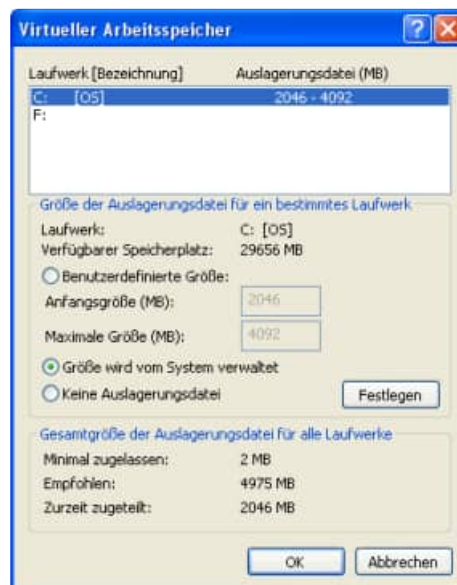 Virtueller Arbeitsspeicher
Laufwerk [Bezeichnung] Auslagerungsdatei (MB)
C: [OS] 2046 - 4092
F:
Größe der Auslagerungsdatei für ein bestimmtes Laufwerk
Laufwerk: C: [OS]
Verfügbarer Speicherplatz: 29656 MB
Benutzerdefinierte Größe:
Anfangsgröße (MB): 2046
Maximale Größe (MB): 4092
Größe wird vom System verwaltet
Keine Auslagerungsdatei Festlegen
Gesamtgröße der Auslagerungsdatei für alle Laufwerke
Minimal zugelassen: 2 MB
Empfohlen: 4975 MB
Zurzeit zugeteilt: 2046 MB
OK Abbrechen